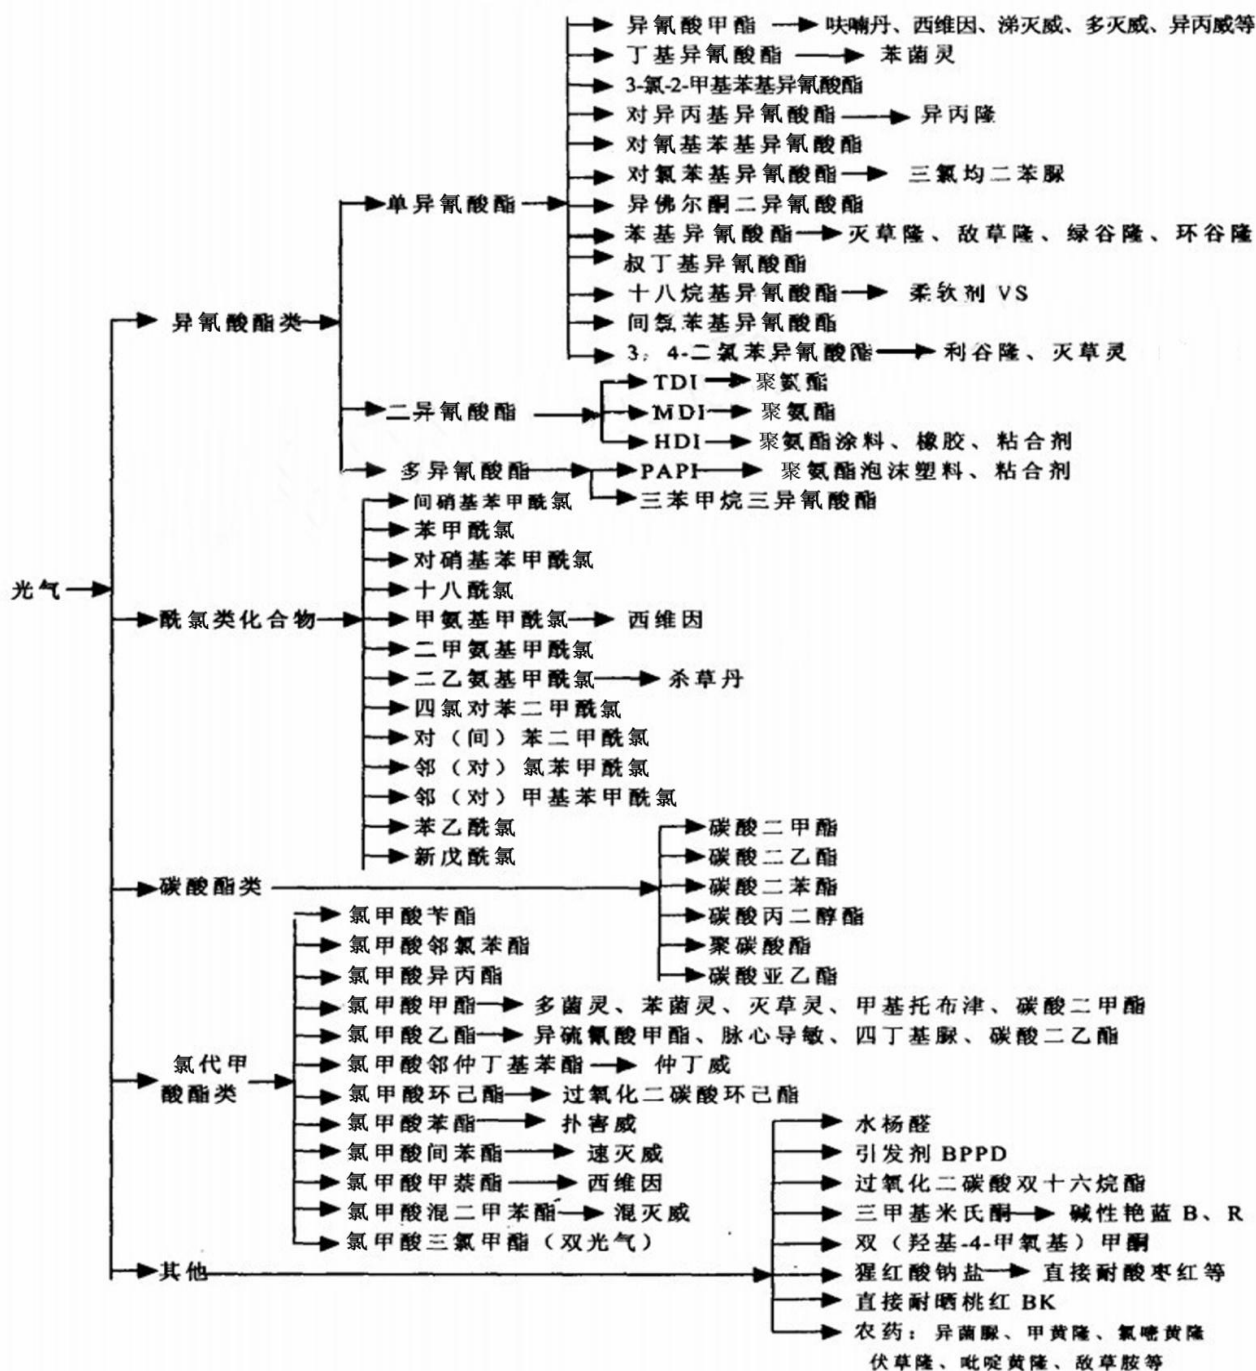 光气
异氰酸酯类
单异氰酸酯
异氰酸甲酯 呋喃丹、西维因、涕灭威、多灭威、异丙威等
丁基异氰酸酯 苯菌灵
3-氯-2-甲基苯基异氰酸酯
对异丙基异氰酸酯 异丙隆
对氰基苯基异氰酸酯
对氯苯基异氰酸酯 三氯均二苯脲
异佛尔酮二异氰酸酯
苯基异氰酸酯 灭草隆、敌草隆、绿谷隆、环谷隆
叔丁基异氰酸酯
十八烷基异氰酸酯 柔软剂 VS
间氯苯基异氰酸酯
3,4-二氯苯异氰酸酯 利谷隆、灭草灵
二异氰酸酯
TDI 聚氨酯
MDI 聚氨酯
HDI 聚氨酯涂料、橡胶、粘合剂
多异氰酸酯
PAPI 聚氨酯泡沫塑料、粘合剂
三苯甲烷三异氰酸酯
酰氯类化合物
间硝基苯甲酰氯
苯甲酰氯
对硝基苯甲酰氯
十八酰氯
甲氨基甲酰氯 西维因
二甲氨基甲酰氯
二乙氨基甲酰氯 杀草丹
四氯对苯二甲酰氯
对（间）苯二甲酰氯
邻（对）氯苯甲酰氯
邻（对）甲基苯甲酰氯
苯乙酰氯
新戊酰氯
碳酸酯类
碳酸二甲酯
碳酸二乙酯
碳酸二苯酯
碳酸丙二醇酯
聚碳酸酯
碳酸亚乙酯
氯代甲
酸酯类
氯甲酸苄酯
氯甲酸邻氯苯酯
氯甲酸异丙酯
氯甲酸甲酯 多菌灵、苯菌灵、灭草灵、甲基托布津、碳酸二甲酯
氯甲酸乙酯 异硫氰酸甲酯、脉心导敏、四丁基脲、碳酸二乙酯
氯甲酸邻仲丁基苯酯 仲丁威
氯甲酸环己酯 过氧化二碳酸环己酯
氯甲酸苯酯 扑害威
氯甲酸间苯酯 速灭威
氯甲酸甲萘酯 西维因
氯甲酸混二甲苯酯 混灭威
氯甲酸三氯甲酯（双光气）
其他
水杨醛
引发剂 BPPD
过氧化二碳酸双十六烷酯
三甲基米氏酮 碱性艳蓝 B、R
双（羟基-4-甲氧基）甲酮
猩红酸钠盐 直接耐酸枣红等
直接耐晒桃红 BK
农药：异菌脲、甲黄隆、氯嘧黄隆
伏草隆、吡啶黄隆、敌草胺等